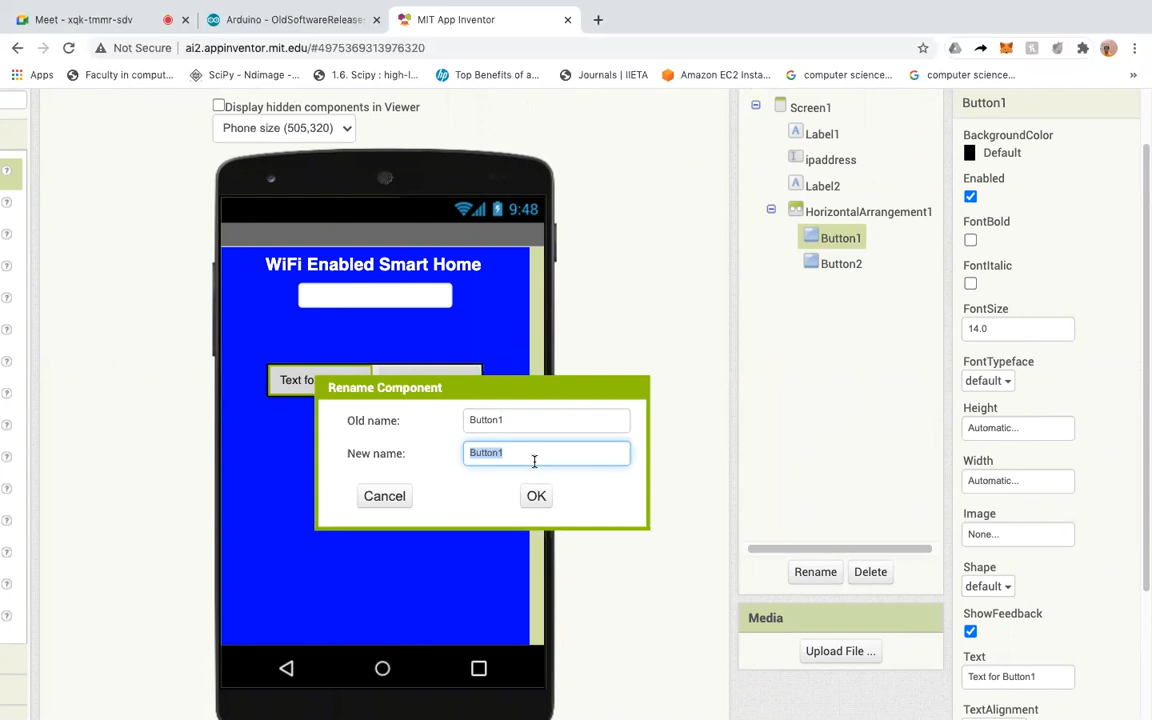 Meet - xqk-tmmr-sdv
Arduino - OldSoftwareRelease
MIT App Inventor
Not Secure
ai2.appinventor.mit.edu/#4975369313976320
Apps
Faculty in comput...
SciPy - Ndimage -...
1.6. Scipy : high-l...
Top Benefits of a...
Journals | IIETA
Amazon EC2 Insta...
computer science...
computer science...
Display hidden components in Viewer
Phone size (505,320)
9:48
WiFi Enabled Smart Home
Text fo
Rename Component
Old name:
Button1
New name:
Button1
Cancel
OK
Screen1
Label1
ipaddress
Label2
HorizontalArrangement1
Button1
Button2
Rename
Delete
Media
Upload File ...
Button1
BackgroundColor
Default
Enabled
FontBold
FontItalic
FontSize
14.0
FontTypeface
default
Height
Automatic...
Width
Automatic...
Image
None...
Shape
default
ShowFeedback
Text
Text for Button1
TextAlignment